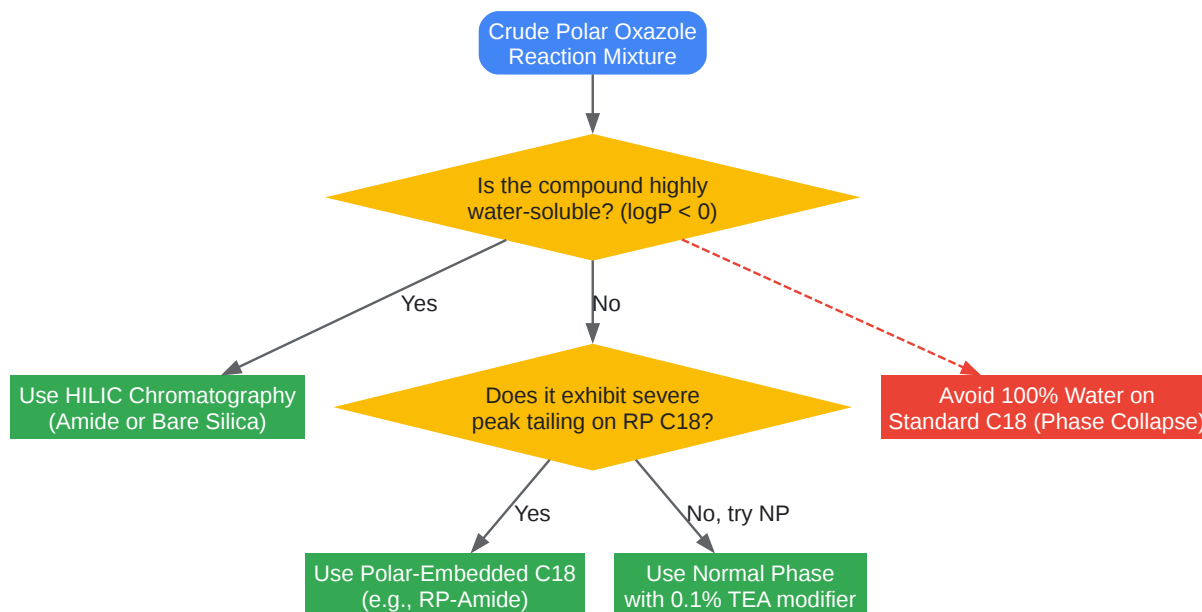 Crude Polar Oxazole
Reaction Mixture
Is the compound highly
water-soluble? (logP < 0)
Yes
No
Use HILIC Chromatography
(Amide or Bare Silica)
Does it exhibit severe
peak tailing on RP C18?
Avoid 100% Water on
Standard C18 (Phase Collapse)
Yes
No, try NP
Use Polar-Embedded C18
(e.g., RP-Amide)
Use Normal Phase
with 0.1% TEA modifier